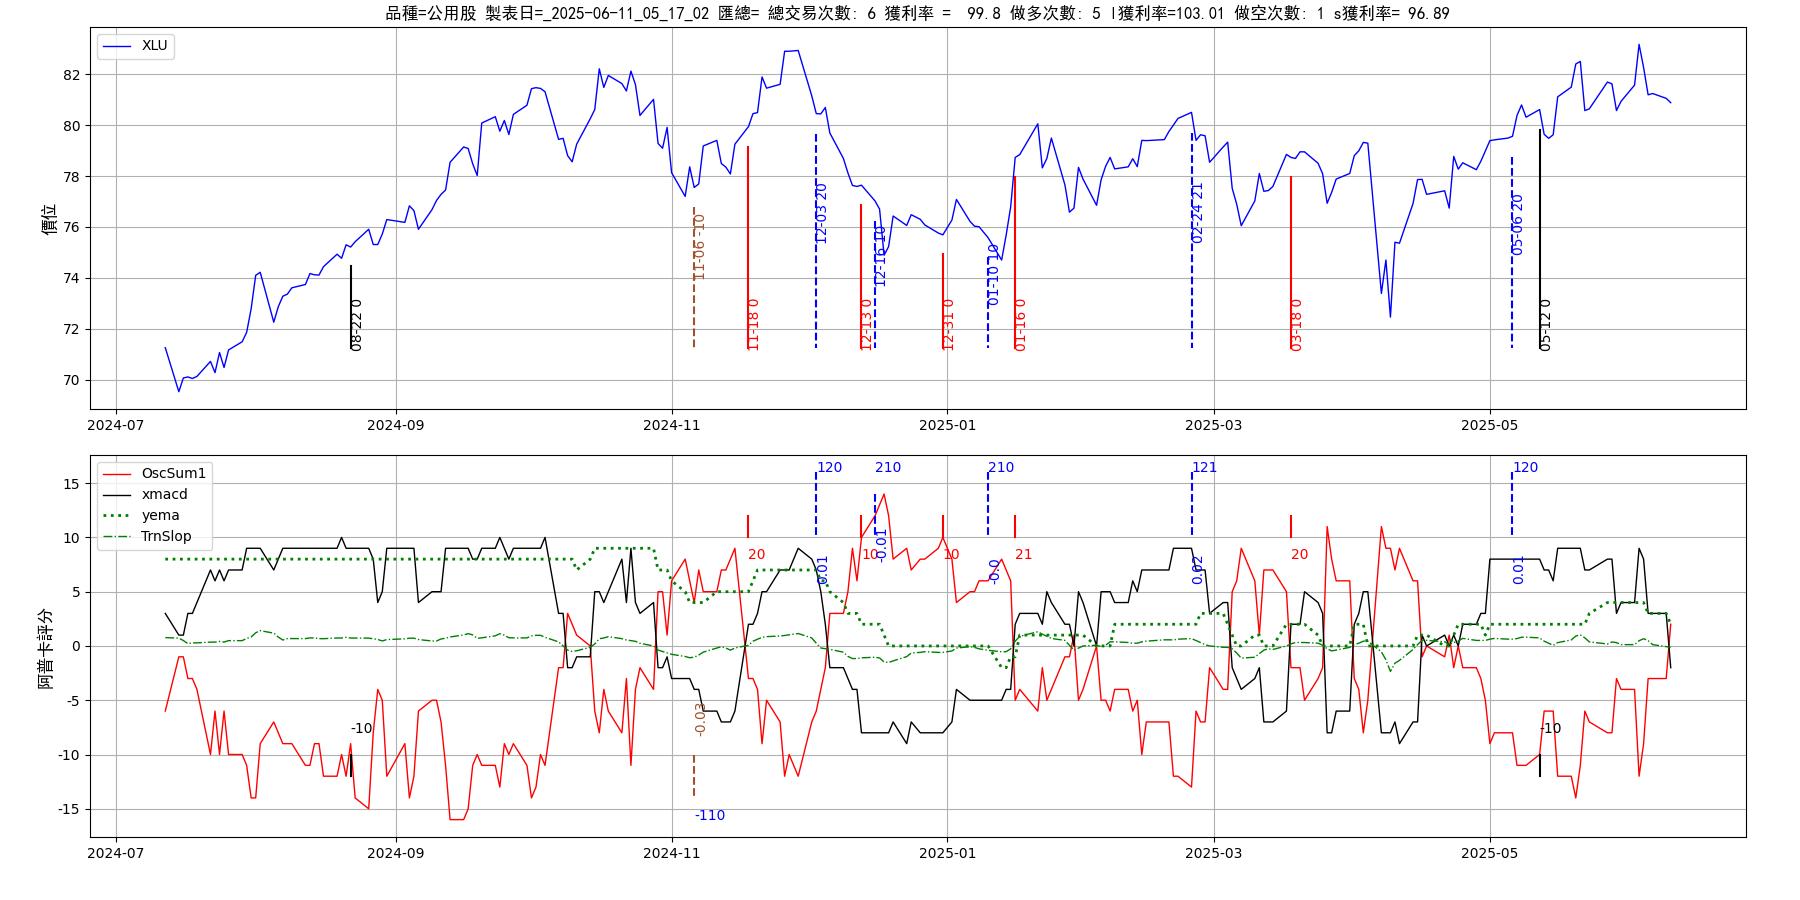 品種=公用股 製表日=_2025-06-11_05_17_02 匯總= 總交易次數: 6 獲利率 =  99.8 做多次數: 5 l獲利率=103.01 做空次數: 1 s獲利率= 96.89
XLU
82
80
78
76
74
72
70
價位
08-22 0
11-06 -10
11-18 0
12-03 20
12-13 0
12-16 10
12-31 0
01-10 10
01-16 0
02-24 21
03-18 0
05-06 20
05-12 0
2024-07 2024-09 2024-11 2025-01 2025-03 2025-05
OscSum1
xmacd
yema
TrnSlop
15
10
5
0
-5
-10
-15
阿普卡評分
120 210 210 121 120
20 10 10 21 20
0.01 -0.01 -0.0 0.02 0.01
-0.03
-10 -10
-110
2024-07 2024-09 2024-11 2025-01 2025-03 2025-05